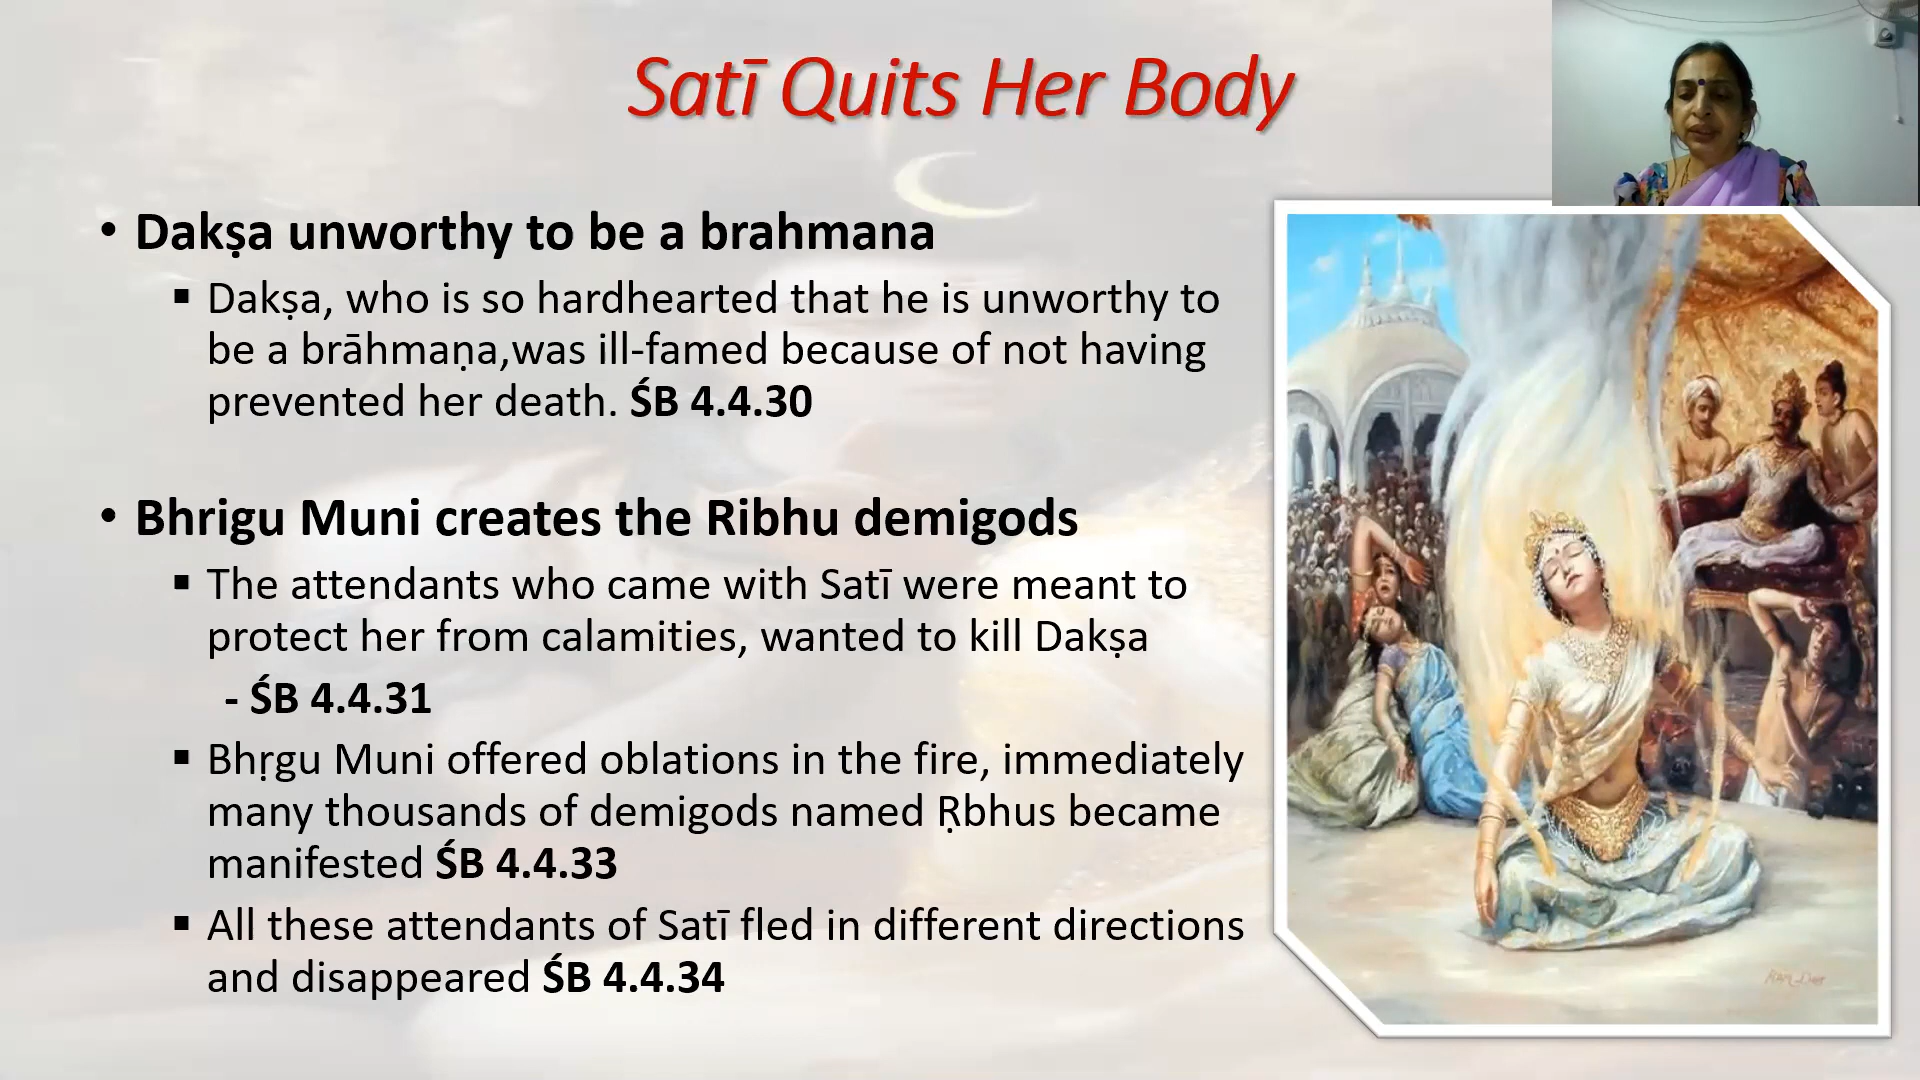 Satī Quits Her Body
• Dakṣa unworthy to be a brahmana
▪ Dakṣa, who is so hardhearted that he is unworthy to
be a brāhmaṇa,was ill-famed because of not having
prevented her death. ŚB 4.4.30
• Bhrigu Muni creates the Ribhu demigods
▪ The attendants who came with Satī were meant to
protect her from calamities, wanted to kill Dakṣa
- ŚB 4.4.31
▪ Bhṛgu Muni offered oblations in the fire, immediately
many thousands of demigods named Ṛbhus became
manifested ŚB 4.4.33
▪ All these attendants of Satī fled in different directions
and disappeared ŚB 4.4.34